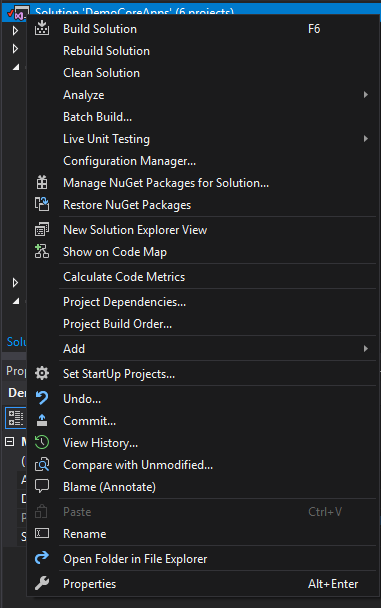 Solution 'DemoCoreApps' (6 projects)
Build Solution F6
Rebuild Solution
Clean Solution
Analyze
Batch Build...
Live Unit Testing
Configuration Manager...
Manage NuGet Packages for Solution...
Restore NuGet Packages
New Solution Explorer View
Show on Code Map
Calculate Code Metrics
Project Dependencies...
Project Build Order...
Add
Solu
Set StartUp Projects...
Prop
Undo...
Dem
Commit...
View History...
M
Compare with Unmodified...
(
Blame (Annotate)
A
D
Paste Ctrl+V
P
Rename
S
Open Folder in File Explorer
Properties Alt+Enter